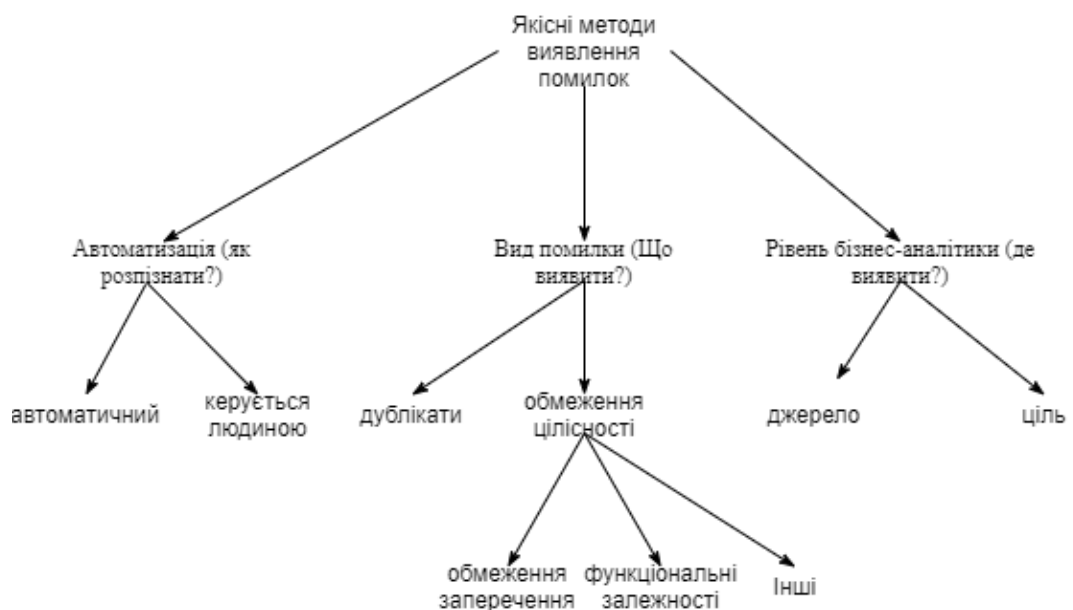 Якісні методи
виявлення
помилок
Автоматизація (як
розпізнати?)
Вид помилки (Що
виявити?)
Рівень бізнес-аналітики (де
виявити?)
автоматичний
керується
людиною
дублікати
обмеження
цілісності
джерело
ціль
обмеження
заперечення
функціональні
залежності
Інші